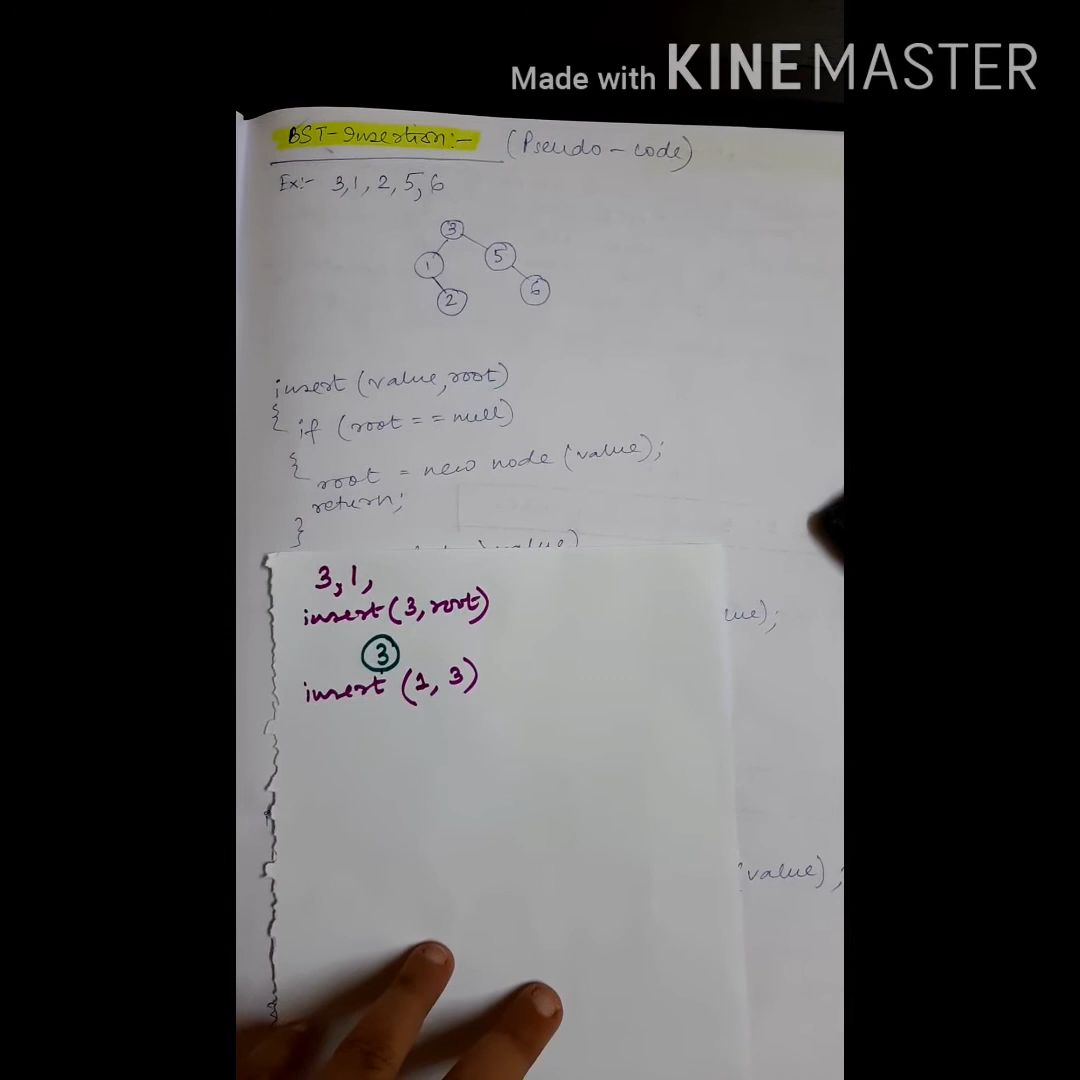 Made with KINEMASTER
BST-Insertion:- (Pseudo-code)
Ex:- 3,1,2,5,6
3
1 5
2 6
insert (value,root)
{ if (root == null)
{ root = new node (value);
return;
}
value)
3,1,
insert(3,root)
3
insert (1, 3)
(value) ;